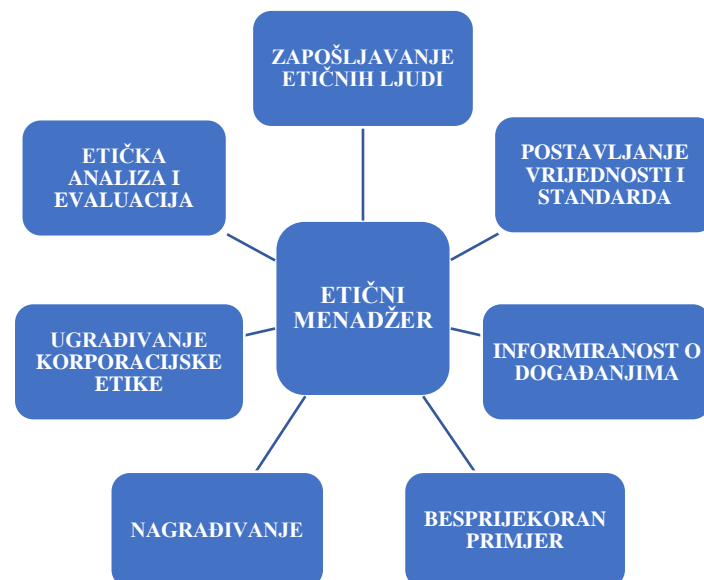 ZAPOŠLJAVANJE
ETIČNIH LJUDI
ETIČKA
ANALIZA I
EVALUACIJA
POSTAVLJANJE
VRIJEDNOSTI I
STANDARDA
ETIČNI
MENADŽER
UGRAĐIVANJE
KORPORACIJSKE
ETIKE
INFORMIRANOST O
DOGAĐANJIMA
NAGRAĐIVANJE
BESPRIJEKORAN
PRIMJER